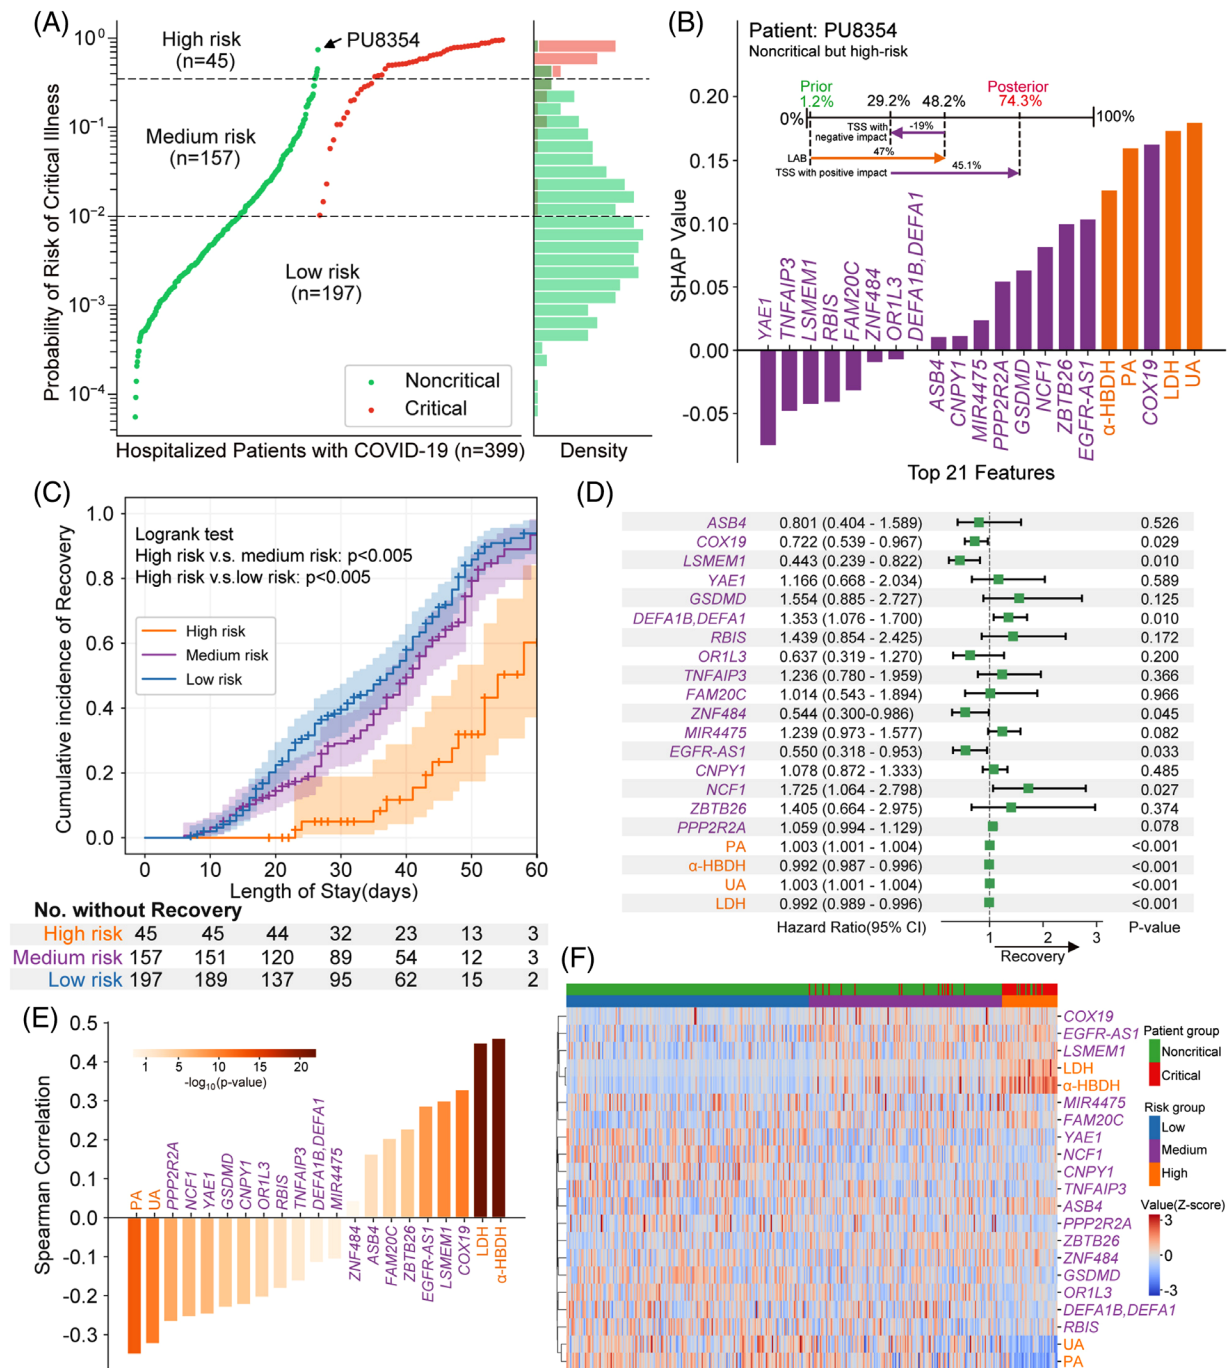 (A)
Probability of Risk of Critical Illness
10⁰
10⁻¹
10⁻²
10⁻³
10⁻⁴
High risk
(n=45)
PU8354
Medium risk
(n=157)
Low risk
(n=197)
Noncritical
Critical
Hospitalized Patients with COVID-19 (n=399)
Density
(B)
Patient: PU8354
Noncritical but high-risk
Prior
1.2%
29.2%
48.2%
Posterior
74.3%
0%
100%
TSS with
negative impact
-19%
LAB
47%
TSS with positive impact
45.1%
SHAP Value
0.20
0.15
0.10
0.05
0.00
-0.05
YAE1
TNFAIP3
LSMEM1
RBIS
FAM20C
ZNF484
OR1L3
DEFA1B,DEFA1
ASB4
CNPY1
MIR4475
PPP2R2A
GSDMD
NCF1
ZBTB26
EGFR-AS1
α-HBDH
PA
COX19
LDH
UA
Top 21 Features
(C)
Cumulative incidence of Recovery
1.0
0.8
0.6
0.4
0.2
0.0
Logrank test
High risk v.s. medium risk: p<0.005
High risk v.s.low risk: p<0.005
High risk
Medium risk
Low risk
0 10 20 30 40 50 60
Length of Stay(days)
No. without Recovery
High risk 45 45 44 32 23 13 3
Medium risk 157 151 120 89 54 12 3
Low risk 197 189 137 95 62 15 2
(D)
ASB4 0.801 (0.404 - 1.589) 0.526
COX19 0.722 (0.539 - 0.967) 0.029
LSMEM1 0.443 (0.239 - 0.822) 0.010
YAE1 1.166 (0.668 - 2.034) 0.589
GSDMD 1.554 (0.885 - 2.727) 0.125
DEFA1B,DEFA1 1.353 (1.076 - 1.700) 0.010
RBIS 1.439 (0.854 - 2.425) 0.172
OR1L3 0.637 (0.319 - 1.270) 0.200
TNFAIP3 1.236 (0.780 - 1.959) 0.366
FAM20C 1.014 (0.543 - 1.894) 0.966
ZNF484 0.544 (0.300-0.986) 0.045
MIR4475 1.239 (0.973 - 1.577) 0.082
EGFR-AS1 0.550 (0.318 - 0.953) 0.033
CNPY1 1.078 (0.872 - 1.333) 0.485
NCF1 1.725 (1.064 - 2.798) 0.027
ZBTB26 1.405 (0.664 - 2.975) 0.374
PPP2R2A 1.059 (0.994 - 1.129) 0.078
PA 1.003 (1.001 - 1.004) <0.001
α-HBDH 0.992 (0.987 - 0.996) <0.001
UA 1.003 (1.001 - 1.004) <0.001
LDH 0.992 (0.989 - 0.996) <0.001
Hazard Ratio(95% CI) 1 2 3 P-value
Recovery
(E)
Spearman Correlation
0.5
0.4
0.3
0.2
0.1
0.0
-0.1
-0.2
-0.3
1 5 10 15 20
-log₁₀(p-value)
PA
UA
PPP2R2A
NCF1
YAE1
GSDMD
CNPY1
OR1L3
RBIS
TNFAIP3
DEFA1B,DEFA1
MIR4475
ZNF484
ASB4
FAM20C
ZBTB26
EGFR-AS1
LSMEM1
COX19
LDH
α-HBDH
(F)
COX19
EGFR-AS1
LSMEM1
LDH
α-HBDH
MIR4475
FAM20C
YAE1
NCF1
CNPY1
TNFAIP3
ASB4
PPP2R2A
ZBTB26
ZNF484
GSDMD
OR1L3
DEFA1B,DEFA1
RBIS
UA
PA
Patient group
Noncritical
Critical
Risk group
Low
Medium
High
Value(Z-score)
3
0
-3